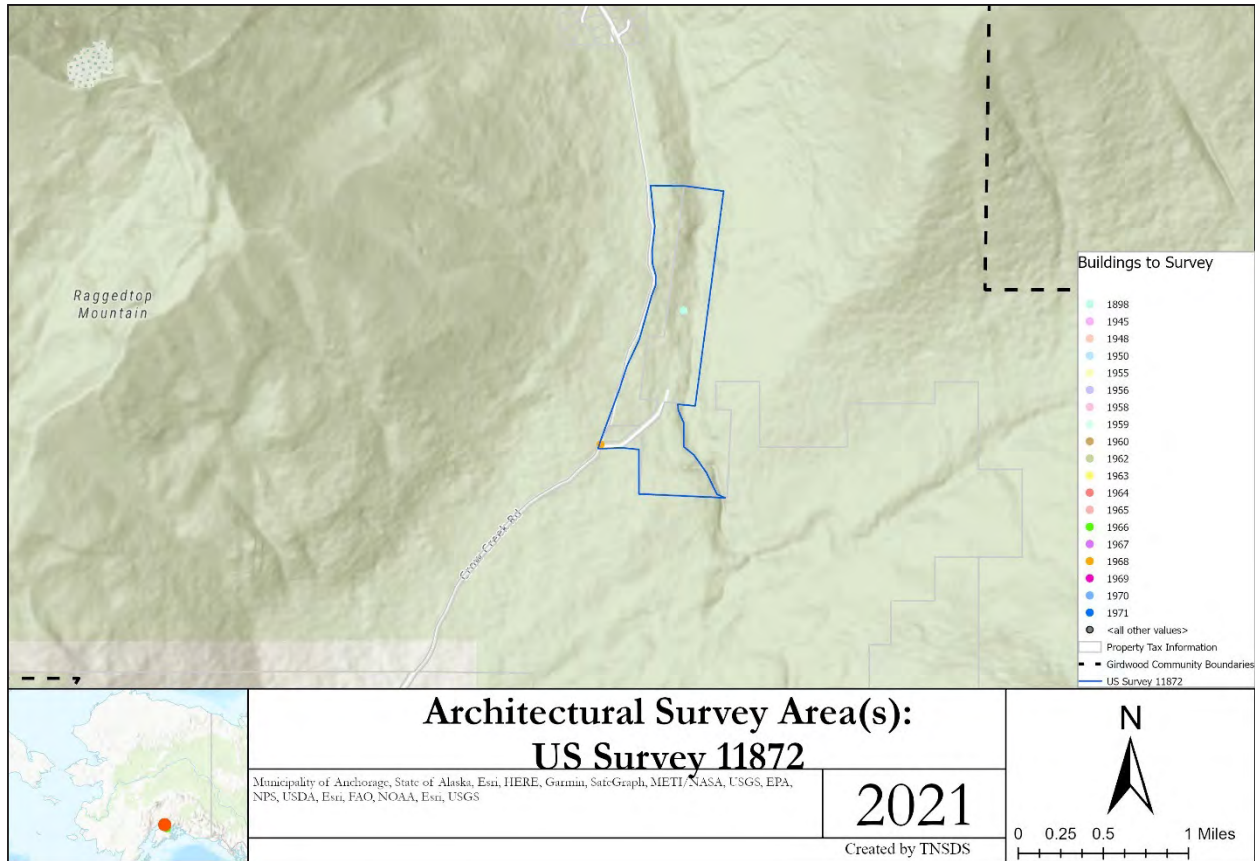 Raggedtop
Mountain
Crow Creek Rd
Buildings to Survey
1898
1945
1948
1950
1955
1956
1958
1959
1960
1962
1963
1964
1965
1966
1967
1968
1969
1970
1971
<all other values>
Property Tax Information
Girdwood Community Boundaries
US Survey 11872
Architectural Survey Area(s):
US Survey 11872
Municipality of Anchorage, State of Alaska, Esri, HERE, Garmin, SafeGraph, METI/NASA, USGS, EPA,
NPS, USDA, Esri, FAO, NOAA, Esri, USGS
2021
Created by TNSDS
N
0 0.25 0.5 1 Miles